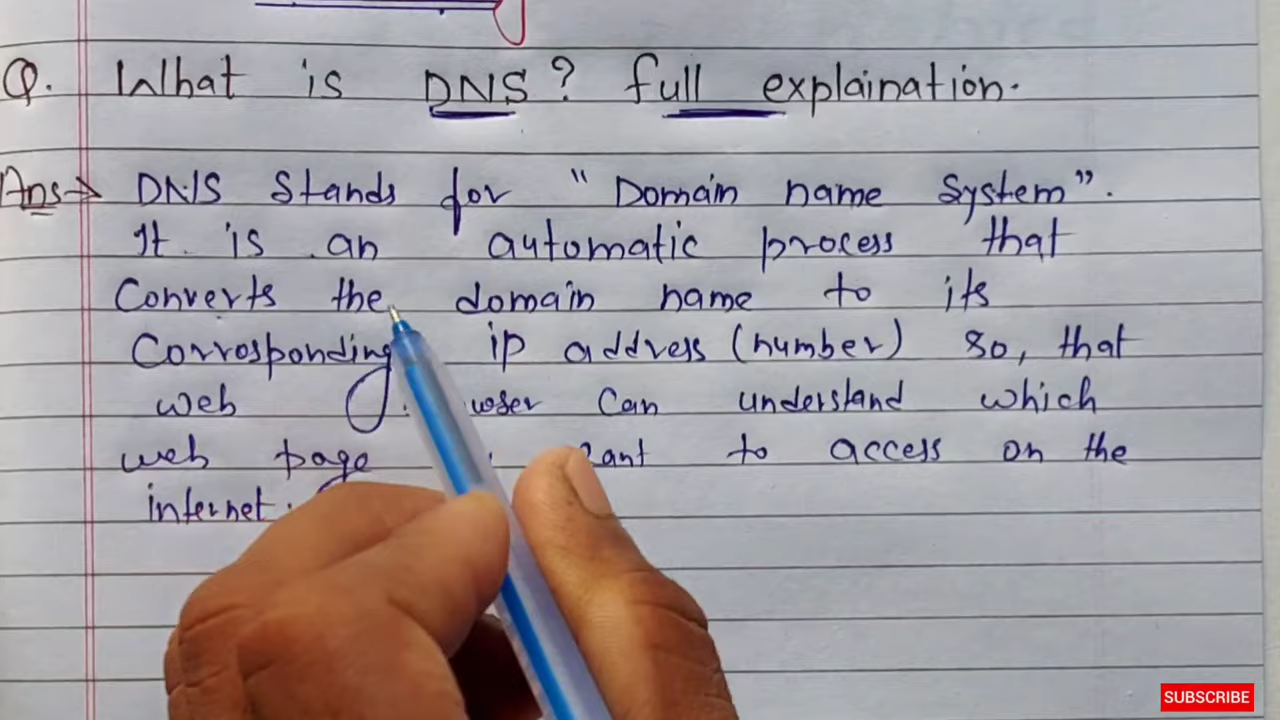 Q. What is DNS? full explaination.
Ans→ DNS Stands for "Domain name System".
It is an automatic process that
Converts the domain name to its
Corresponding ip address (number) so, that
web wser Can understand which
web page want to access on the
internet.
SUBSCRIBE